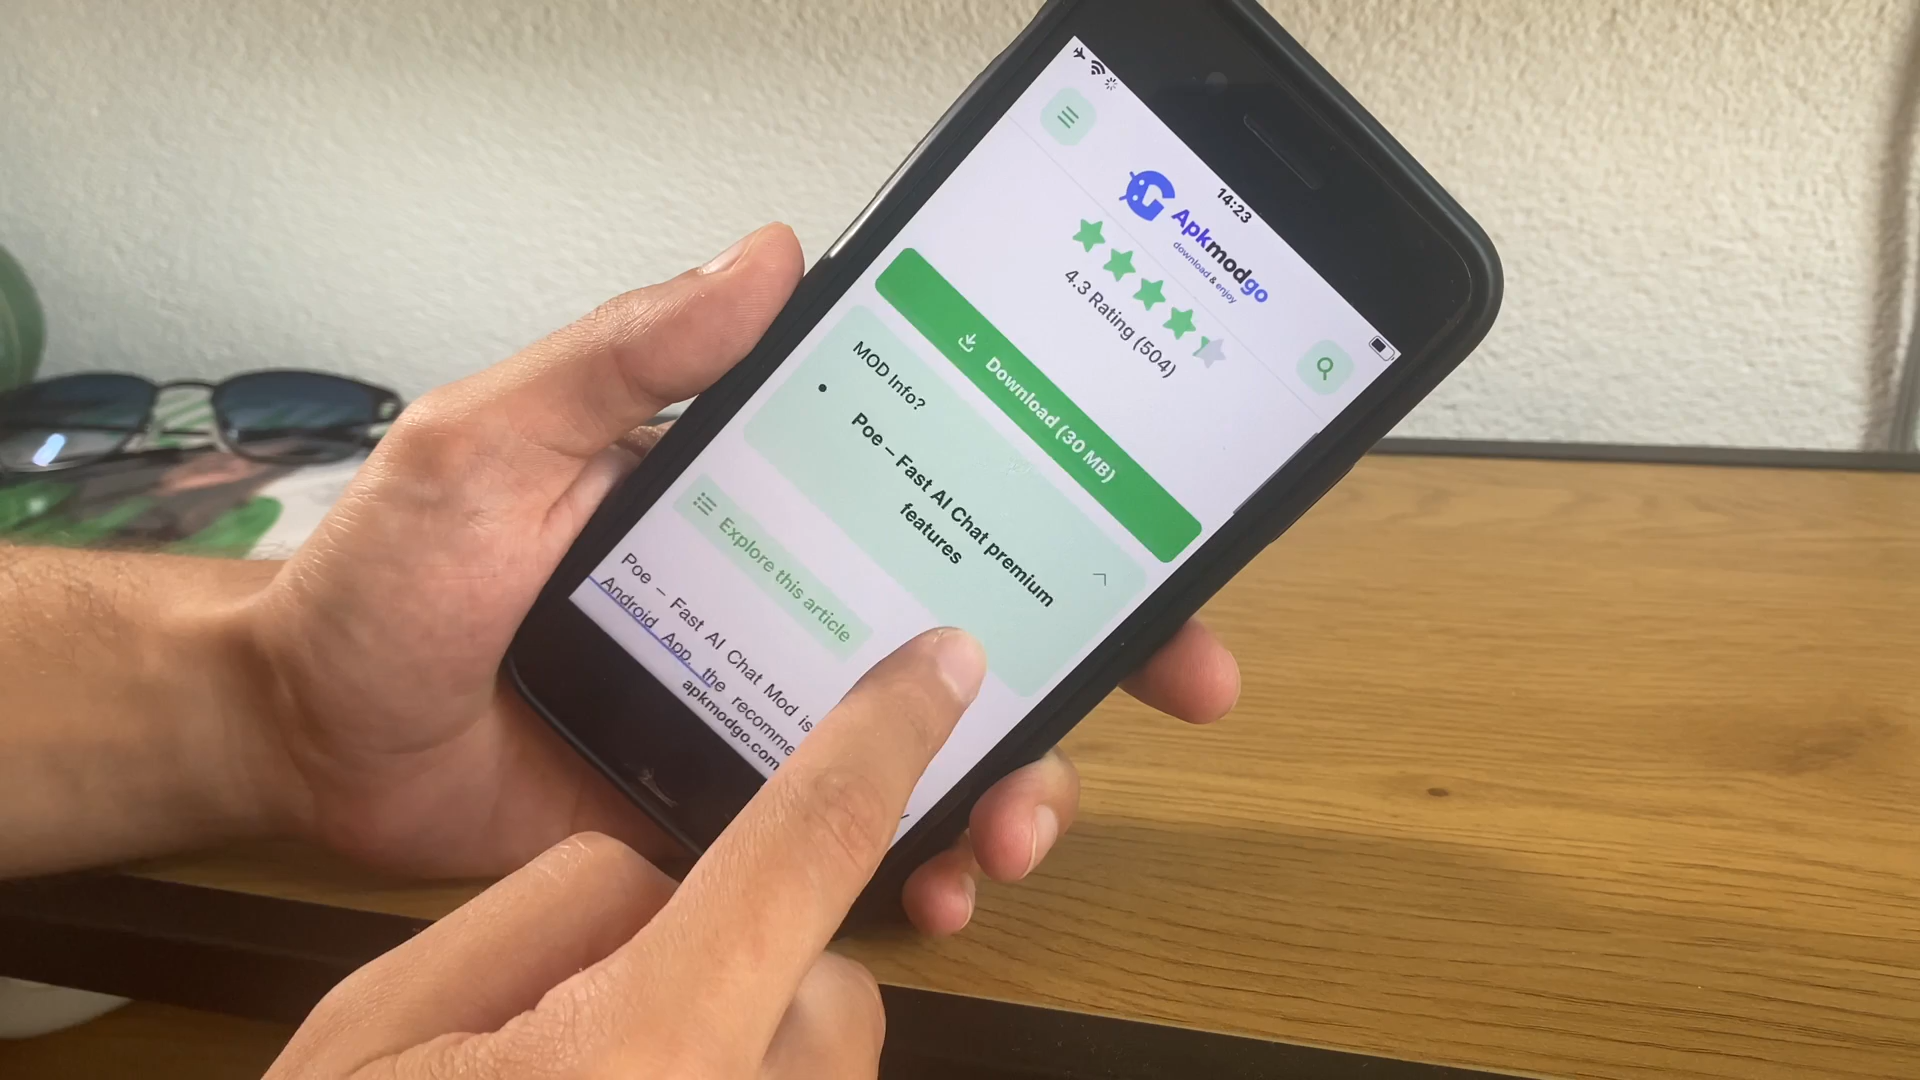 14:23
Apkmodgo
download & enjoy
4.3 Rating (504)
Download (30 MB)
MOD Info?
Poe – Fast AI Chat premium
features
Explore this article
Poe – Fast AI Chat Mod is
Android App, the recomme
apkmodgo.com